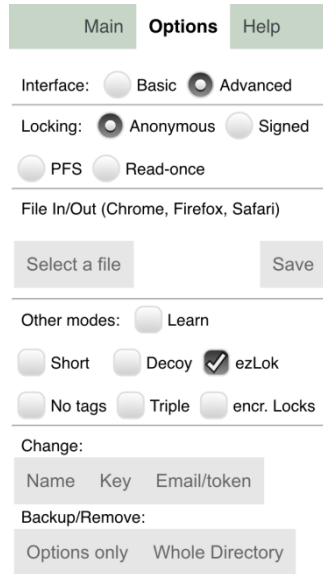 Main Options Help
Interface: Basic Advanced
Locking: Anonymous Signed
PFS Read-once
File In/Out (Chrome, Firefox, Safari)
Select a file Save
Other modes: Learn
Short Decoy ezLok
No tags Triple encr. Locks
Change:
Name Key Email/token
Backup/Remove:
Options only Whole Directory